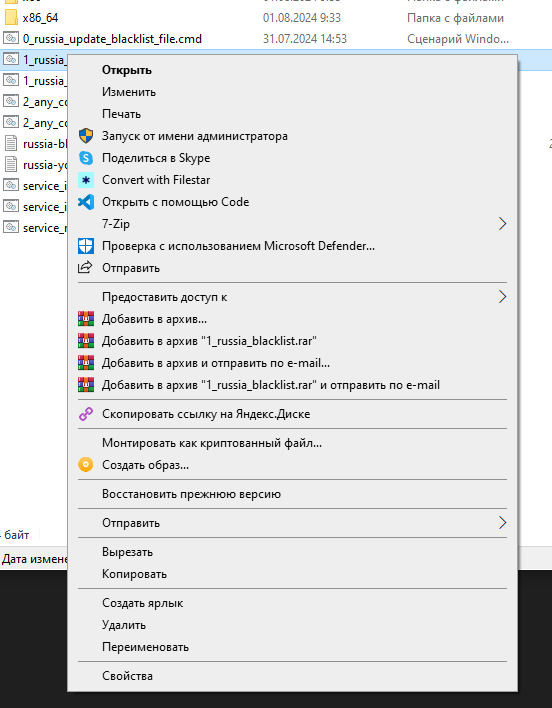 x86_64 01.08.2024 9:33 Папка с файлами
0_russia_update_blacklist_file.cmd 31.07.2024 14:53 Сценарий Windo...
1_russia_
1_russia_
2_any_co
2_any_co
russia-bl
russia-yo
service_i
service_i
service_r
Открыть
Изменить
Печать
Запуск от имени администратора
Поделиться в Skype
Convert with Filestar
Открыть с помощью Code
7-Zip
Проверка с использованием Microsoft Defender...
Отправить
Предоставить доступ к
Добавить в архив...
Добавить в архив "1_russia_blacklist.rar"
Добавить в архив и отправить по e-mail...
Добавить в архив "1_russia_blacklist.rar" и отправить по e-mail
Скопировать ссылку на Яндекс.Диске
Монтировать как криптованный файл...
Создать образ...
Восстановить прежнюю версию
Отправить
Вырезать
Копировать
Создать ярлык
Удалить
Переименовать
Свойства
байт
Дата измене